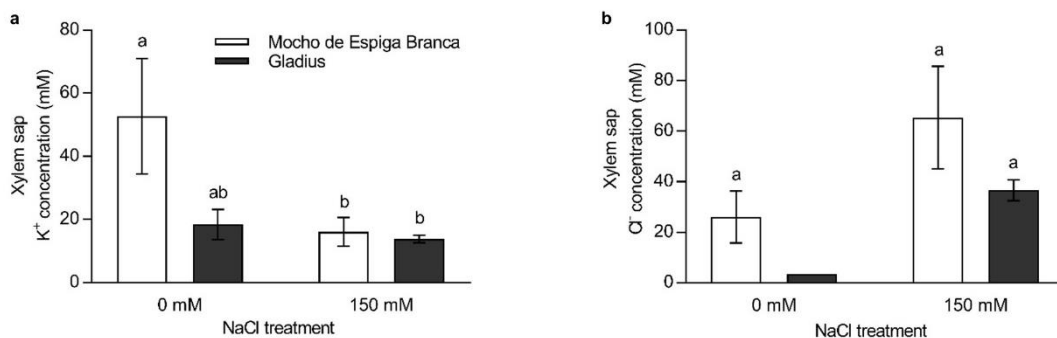 a
Xylem sap
K⁺ concentration (mM)
80
60
40
20
0
a
ab
b
b
Mocho de Espiga Branca
Gladius
0 mM
150 mM
NaCl treatment
b
Xylem sap
Cl⁻ concentration (mM)
100
80
60
40
20
0
a
a
a
0 mM
150 mM
NaCl treatment